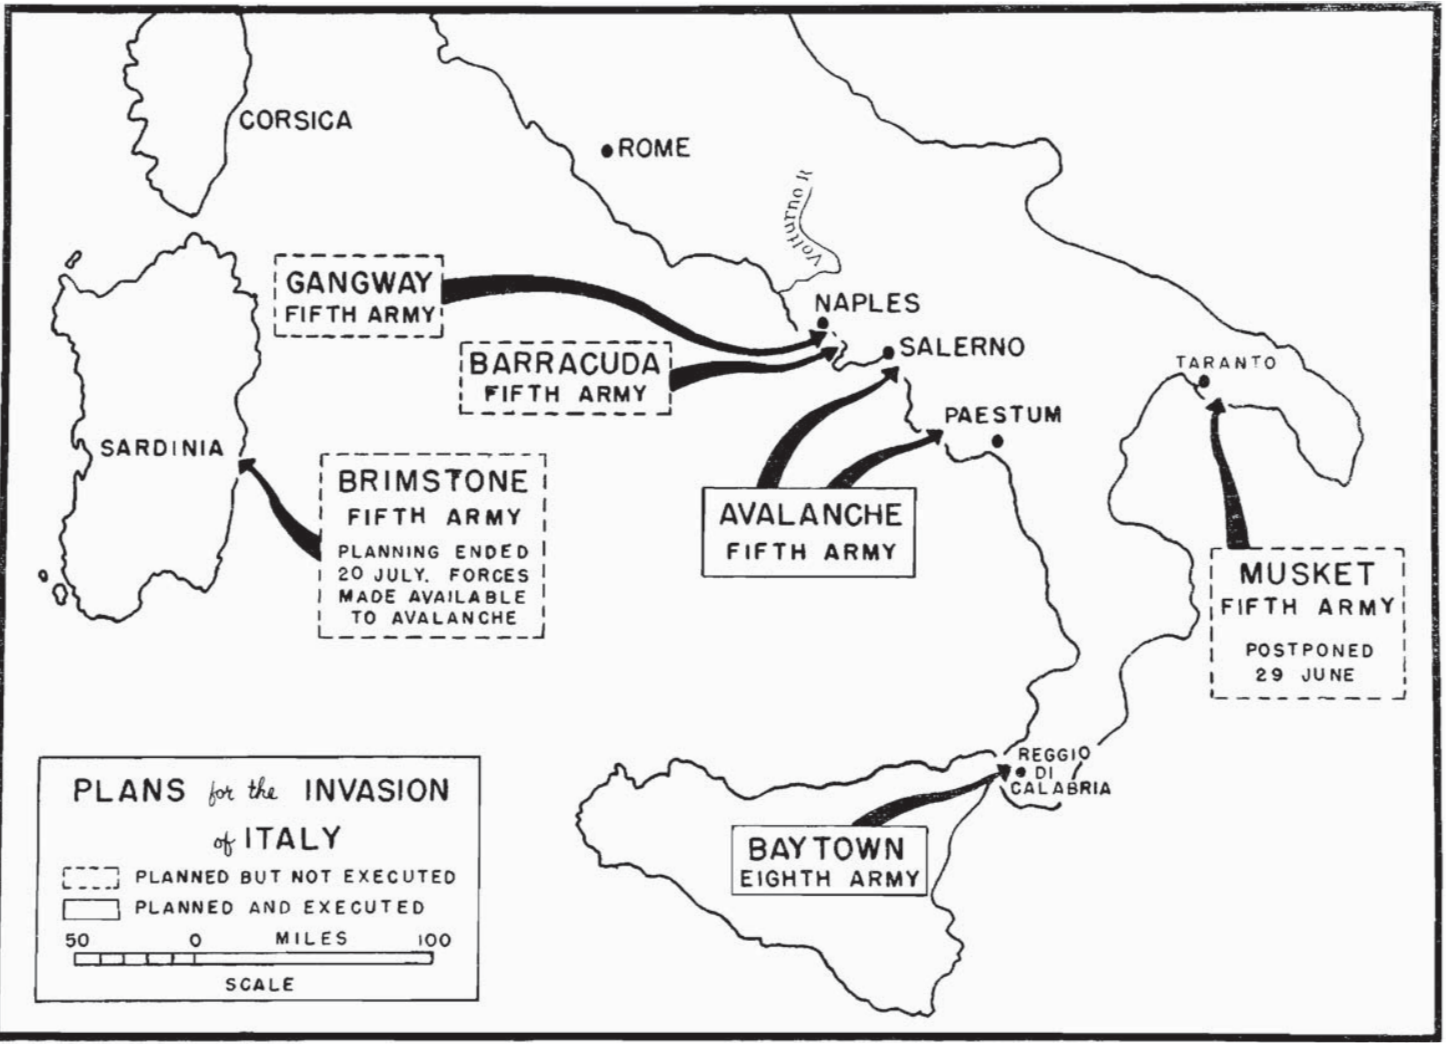 CORSICA
ROME
Volturno R
GANGWAY
FIFTH ARMY
NAPLES
BARRACUDA
FIFTH ARMY
SALERNO
TARANTO
PAESTUM
SARDINIA
BRIMSTONE
FIFTH ARMY
PLANNING ENDED
20 JULY. FORCES
MADE AVAILABLE
TO AVALANCHE
AVALANCHE
FIFTH ARMY
MUSKET
FIFTH ARMY
POSTPONED
29 JUNE
REGGIO
DI
CALABRIA
BAYTOWN
EIGHTH ARMY
PLANS for the INVASION
of ITALY
PLANNED BUT NOT EXECUTED
PLANNED AND EXECUTED
50 0 MILES 100
SCALE